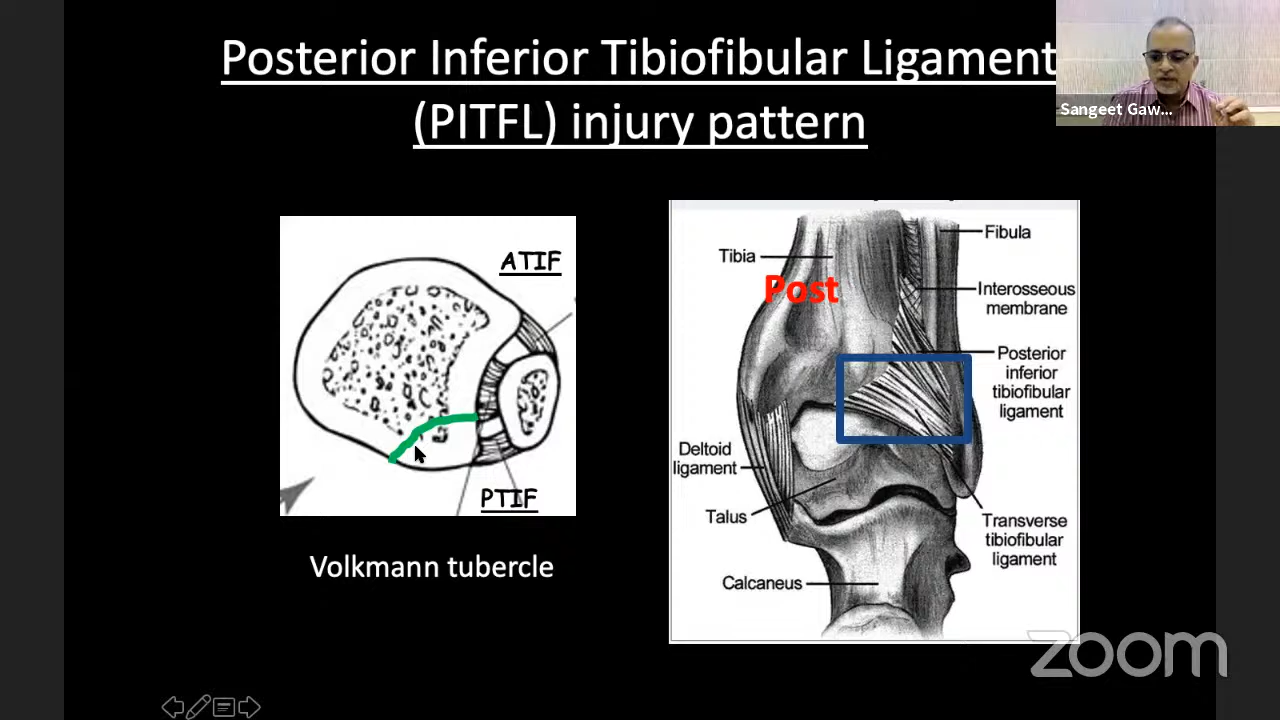 Posterior Inferior Tibiofibular Ligament
(PITFL) injury pattern
Sangeet Gaw...
ATIF
PTIF
Volkmann tubercle
Post
Tibia
Fibula
Interosseous
membrane
Posterior
inferior
tibiofibular
ligament
Deltoid
ligament
Talus
Transverse
tibiofibular
ligament
Calcaneus
zoom